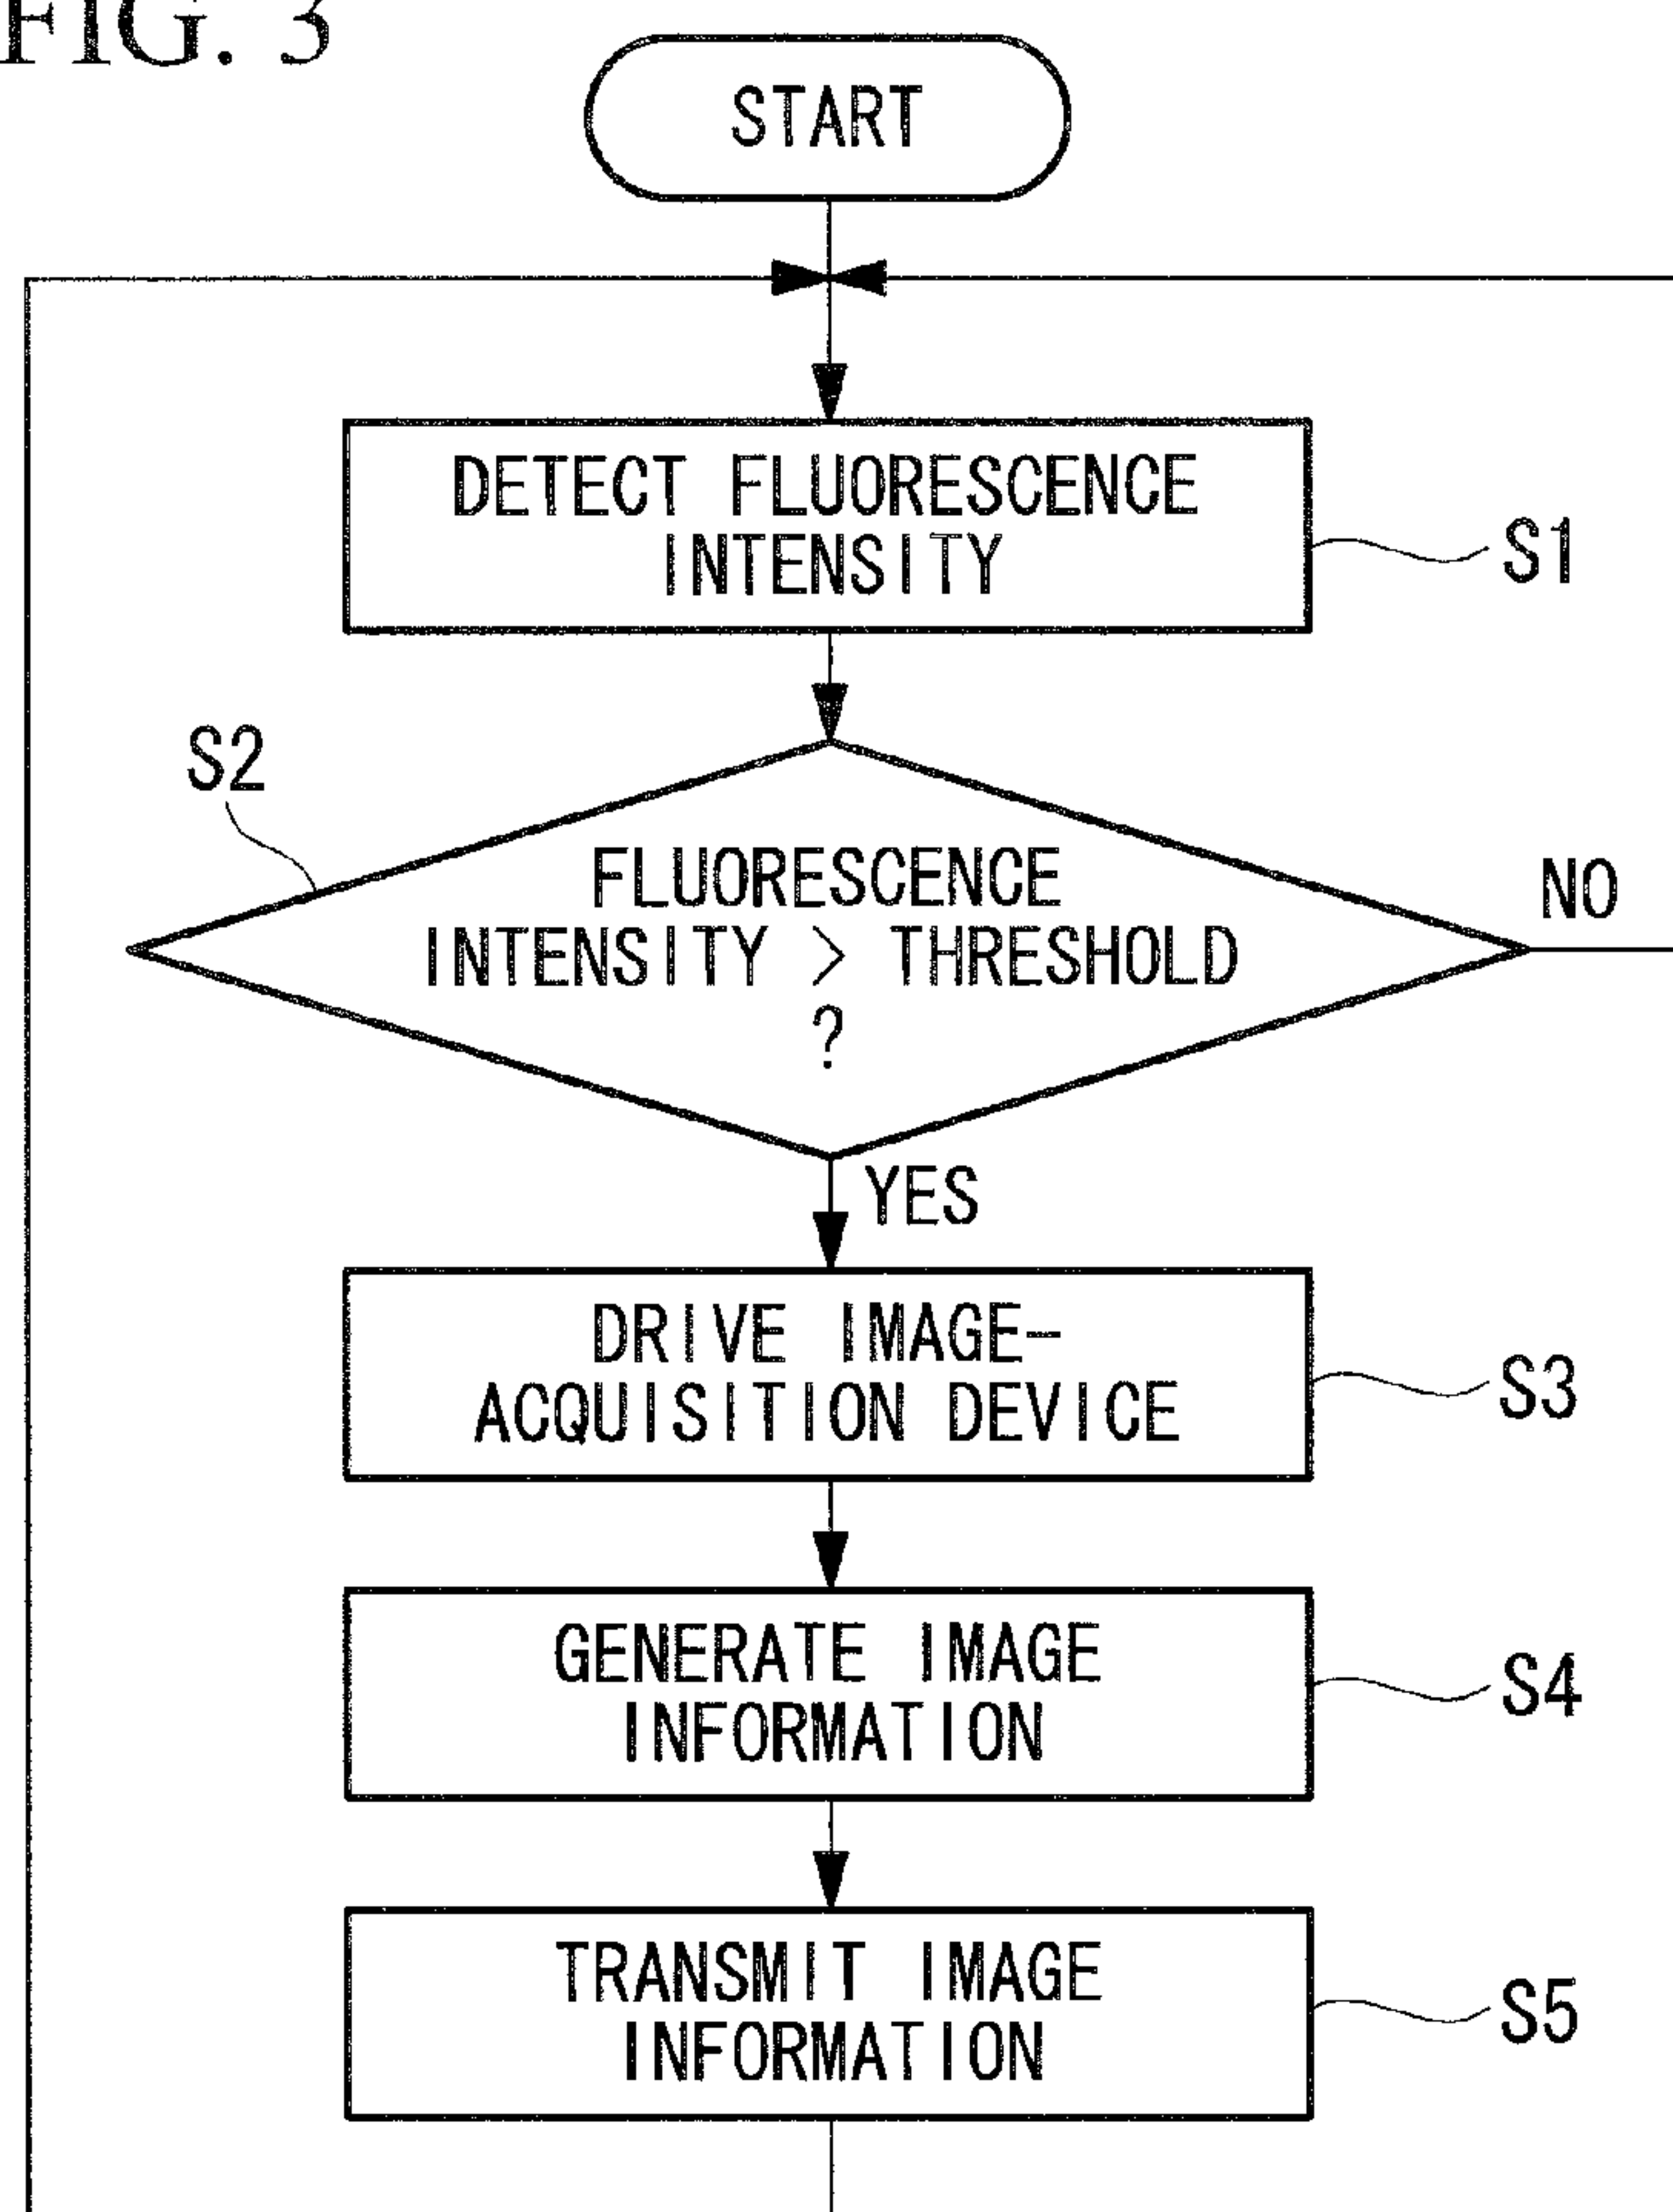 FIG. 3
START
DETECT FLUORESCENCE
INTENSITY
S1
S2
FLUORESCENCE
INTENSITY > THRESHOLD
?
NO
YES
DRIVE IMAGE-
ACQUISITION DEVICE
S3
GENERATE IMAGE
INFORMATION
S4
TRANSMIT IMAGE
INFORMATION
S5